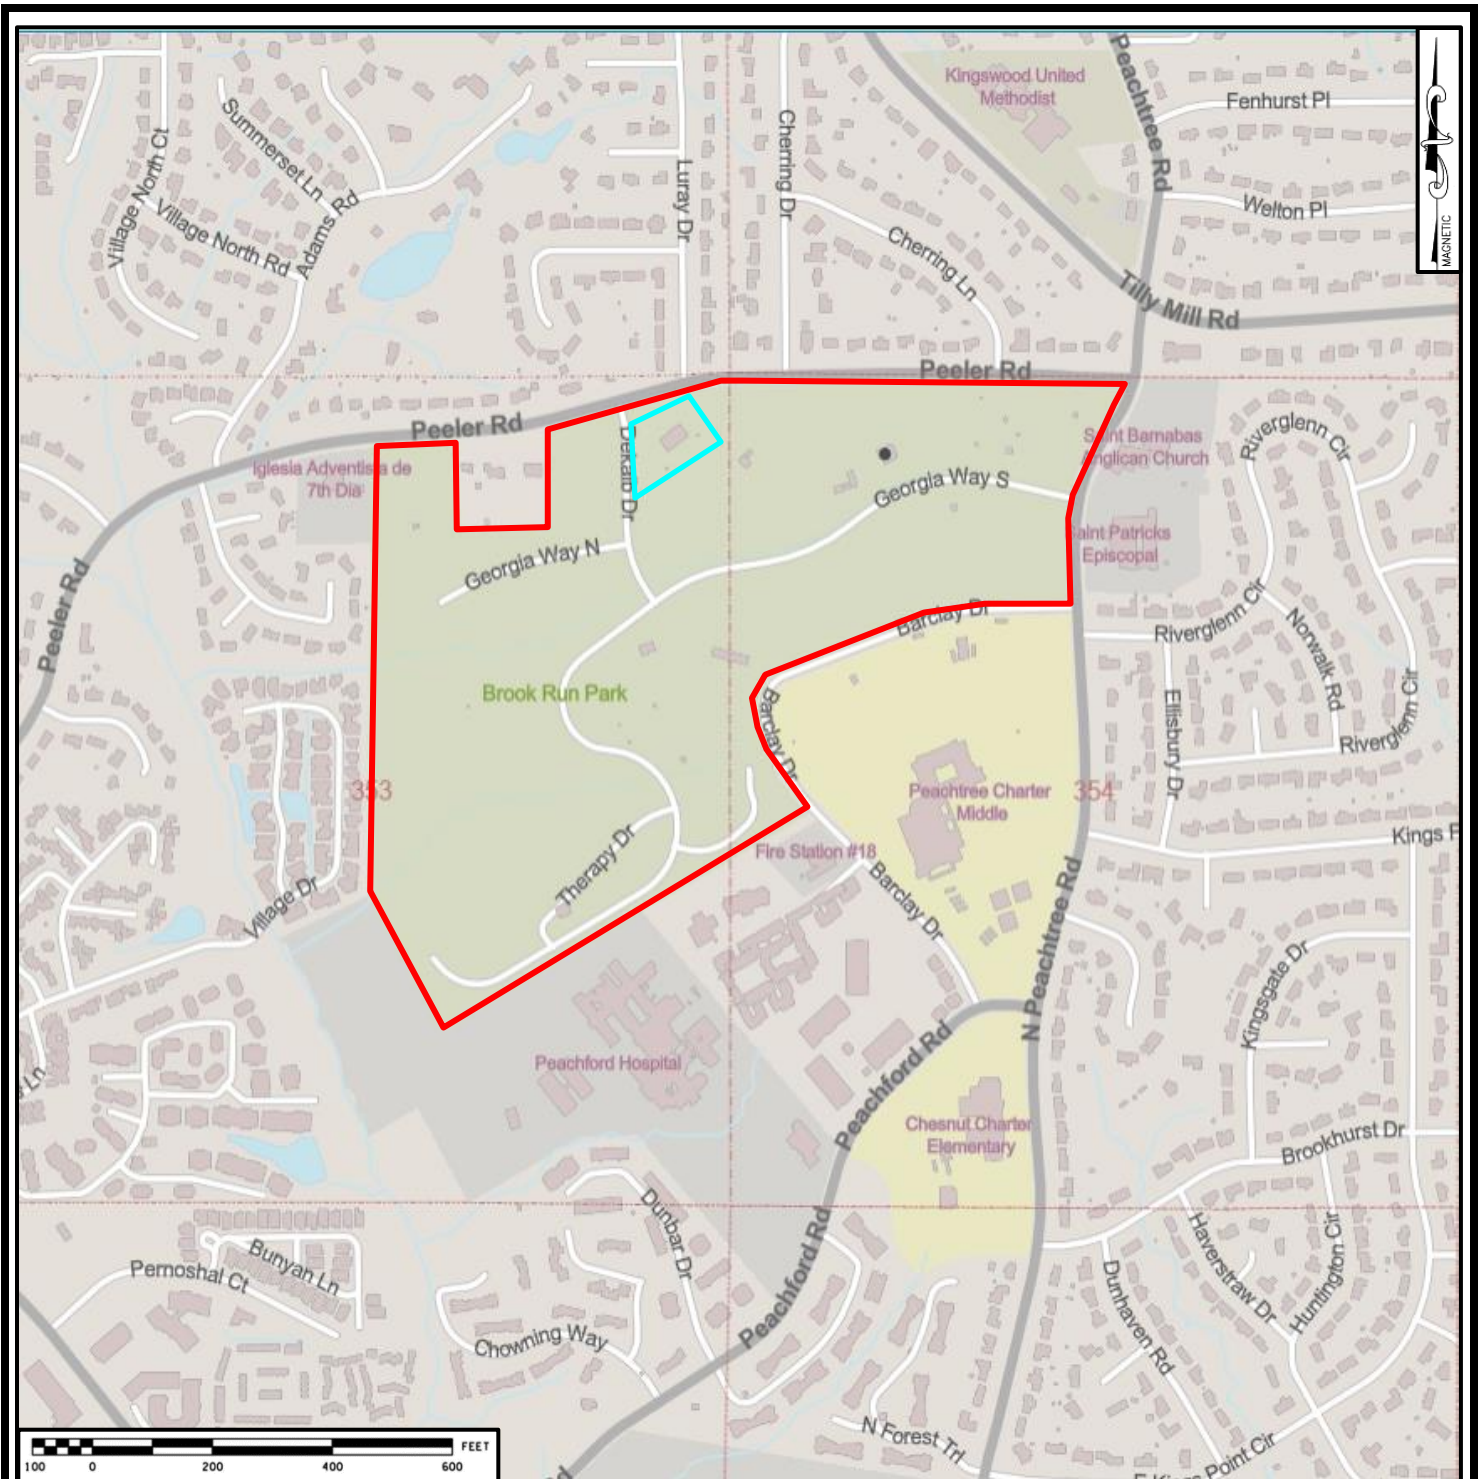 Kingswood United
Methodist
Peachtree Rd
Fenhurst Pl
MAGNETIC
Summerset Ln
Village North Ct
Cherring Dr
Luray Dr
Village North Rd
Adams Rd
Welton Pl
Cherring Ln
Tilly Mill Rd
Peeler Rd
Peeler Rd
Iglesia Adventista de
7th Dia
Dekalb Dr
Saint Barnabas
Anglican Church
Riverglenn Cir
Georgia Way S
Georgia Way N
Saint Patricks
Episcopal
Peeler Rd
Barclay Dr
Riverglenn Cir
Norwalk Rd
Brook Run Park
Barclay Dr
Ellisbury Dr
Riverglenn Cir
353
Peachtree Charter
Middle
354
Kings
Therapy Dr
Fire Station #18
Village Dr
Barclay Dr
N Peachtree Rd
Kingsgate Dr
Peachford Rd
Peachford Hospital
Ln
Chesnut Charter
Elementary
Brookhurst Dr
Dunbar Dr
Peachford Rd
Haverstraw Dr
Huntington Cir
Bunyan Ln
Pernoshal Ct
Dunhaven Rd
Chowning Way
N Forest Trl
E Kings Point Cir
FEET
100 0 200 400 600